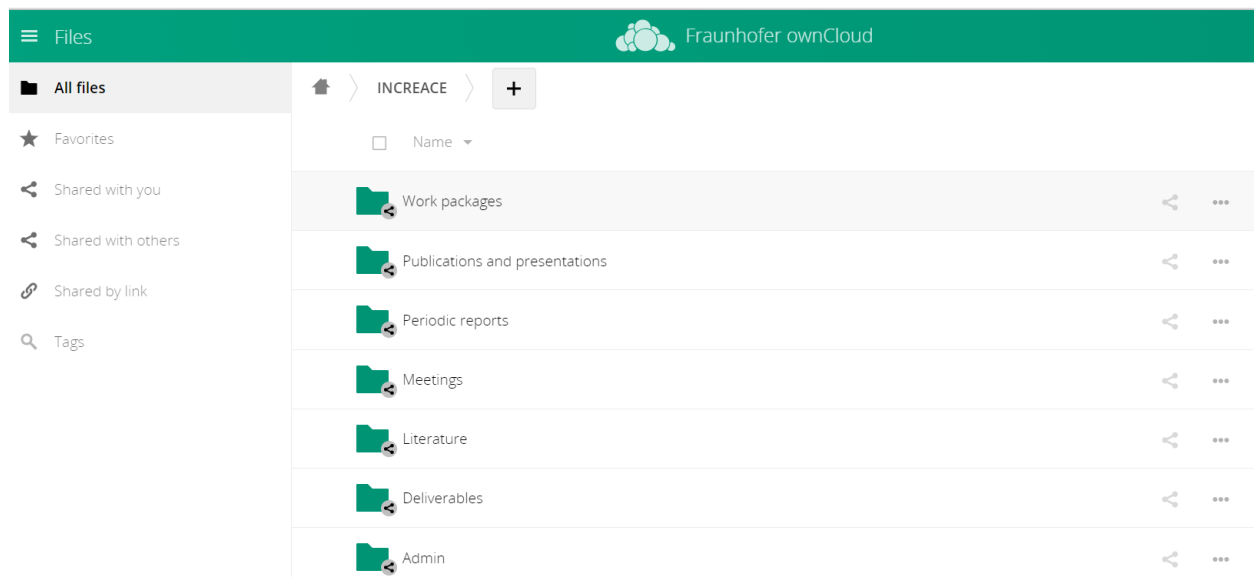 Files
Fraunhofer ownCloud
All files
Favorites
Shared with you
Shared with others
Shared by link
Tags
INCREACE
+
Name
Work packages
Publications and presentations
Periodic reports
Meetings
Literature
Deliverables
Admin